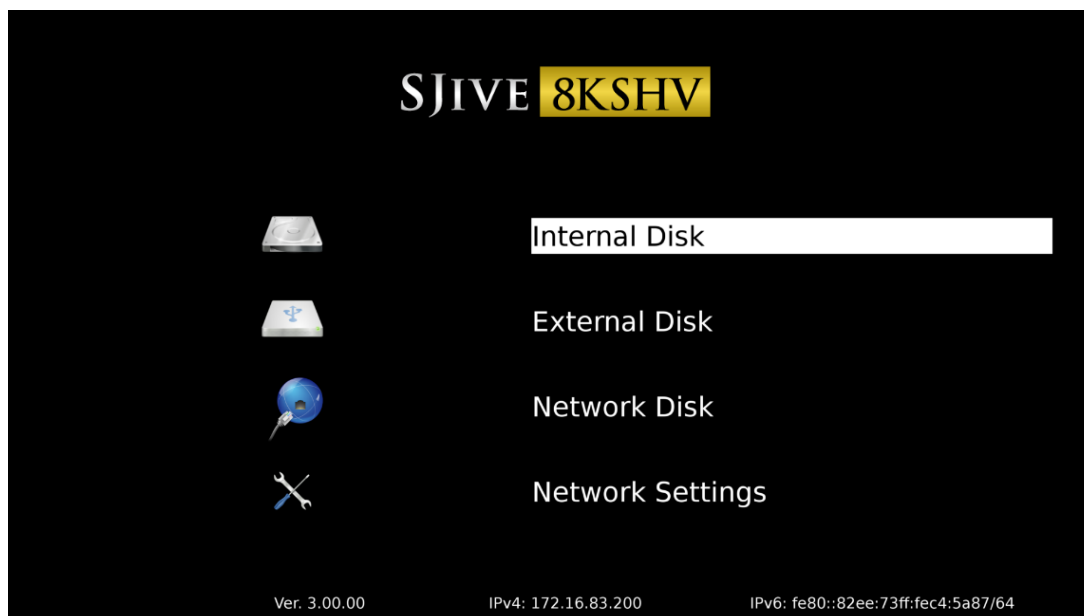 SJIVE 8KSHV
Internal Disk
External Disk
Network Disk
Network Settings
Ver. 3.00.00 IPv4: 172.16.83.200 IPv6: fe80::82ee:73ff:fec4:5a87/64